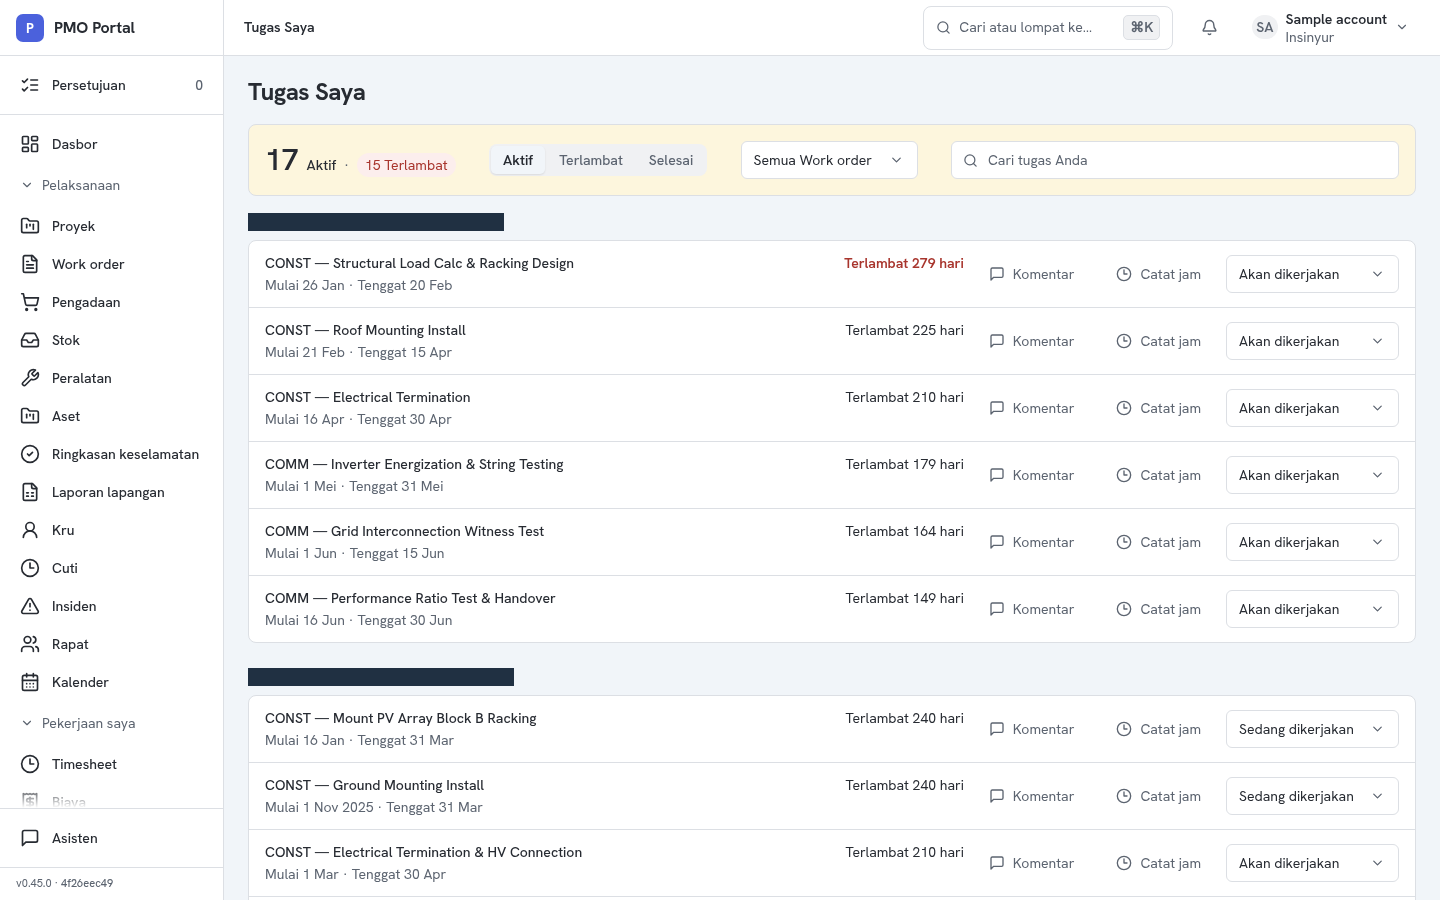 P PMO Portal
Tugas Saya
Cari atau lompat ke...
⌘K
SA
Sample account
Insinyur
Persetujuan 0
Dasbor
Pelaksanaan
Proyek
Work order
Pengadaan
Stok
Peralatan
Aset
Ringkasan keselamatan
Laporan lapangan
Kru
Cuti
Insiden
Rapat
Kalender
Pekerjaan saya
Timesheet
Biaya
Asisten
v0.45.0 · 4f26eec49
Tugas Saya
17 Aktif · 15 Terlambat
Aktif Terlambat Selesai
Semua Work order
Cari tugas Anda
CONST — Structural Load Calc & Racking Design
Mulai 26 Jan · Tenggat 20 Feb
Terlambat 279 hari
Komentar
Catat jam
Akan dikerjakan
CONST — Roof Mounting Install
Mulai 21 Feb · Tenggat 15 Apr
Terlambat 225 hari
Komentar
Catat jam
Akan dikerjakan
CONST — Electrical Termination
Mulai 16 Apr · Tenggat 30 Apr
Terlambat 210 hari
Komentar
Catat jam
Akan dikerjakan
COMM — Inverter Energization & String Testing
Mulai 1 Mei · Tenggat 31 Mei
Terlambat 179 hari
Komentar
Catat jam
Akan dikerjakan
COMM — Grid Interconnection Witness Test
Mulai 1 Jun · Tenggat 15 Jun
Terlambat 164 hari
Komentar
Catat jam
Akan dikerjakan
COMM — Performance Ratio Test & Handover
Mulai 16 Jun · Tenggat 30 Jun
Terlambat 149 hari
Komentar
Catat jam
Akan dikerjakan
CONST — Mount PV Array Block B Racking
Mulai 16 Jan · Tenggat 31 Mar
Terlambat 240 hari
Komentar
Catat jam
Sedang dikerjakan
CONST — Ground Mounting Install
Mulai 1 Nov 2025 · Tenggat 31 Mar
Terlambat 240 hari
Komentar
Catat jam
Sedang dikerjakan
CONST — Electrical Termination & HV Connection
Mulai 1 Mar · Tenggat 30 Apr
Terlambat 210 hari
Komentar
Catat jam
Akan dikerjakan